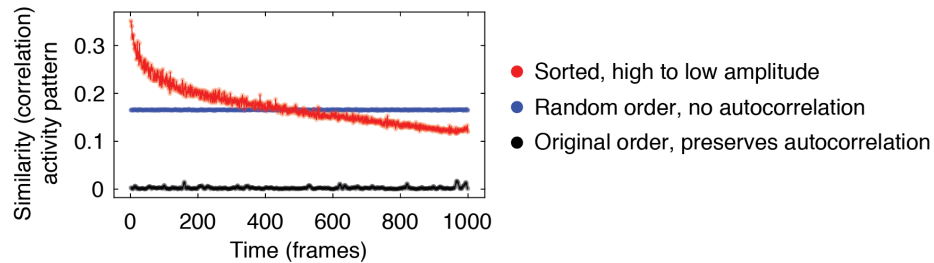 Similarity (correlation)
activity pattern
0.3
0.2
0.1
0
0
200
400
600
800
1000
Time (frames)
Sorted, high to low amplitude
Random order, no autocorrelation
Original order, preserves autocorrelation